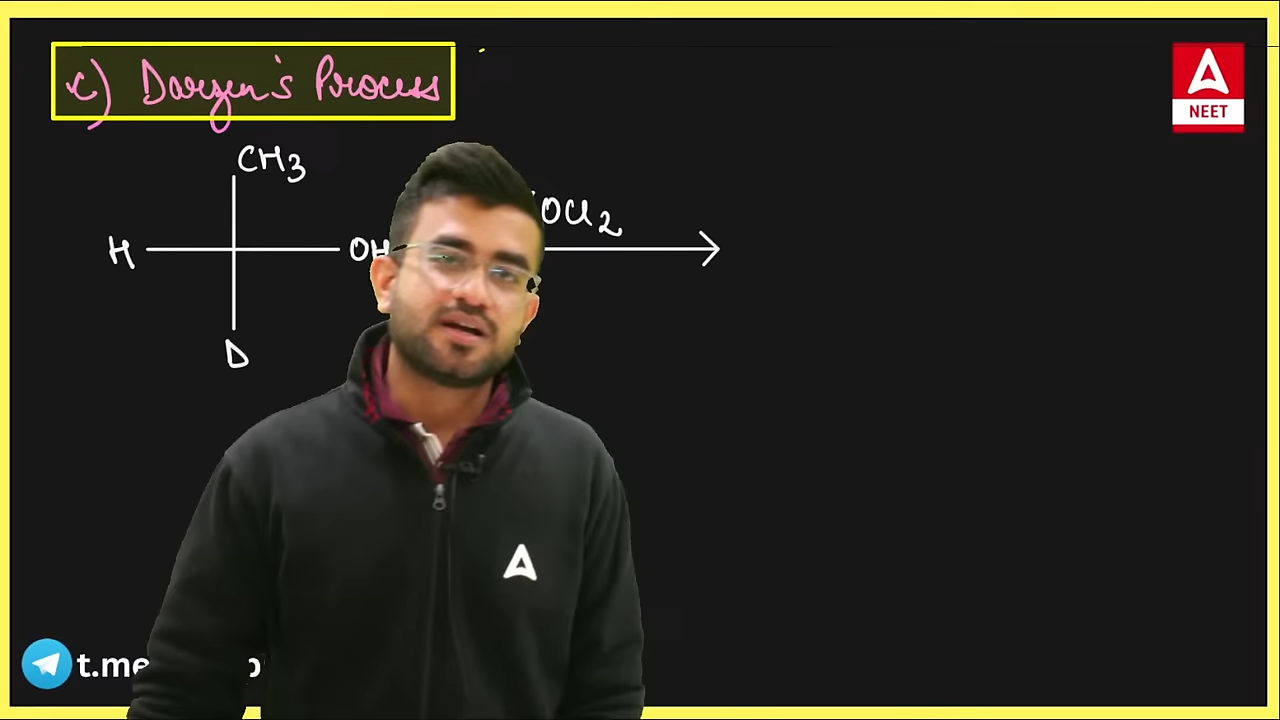 c) Darzen's Process
NEET
CH3
OCl2
H
OH
D
t.me